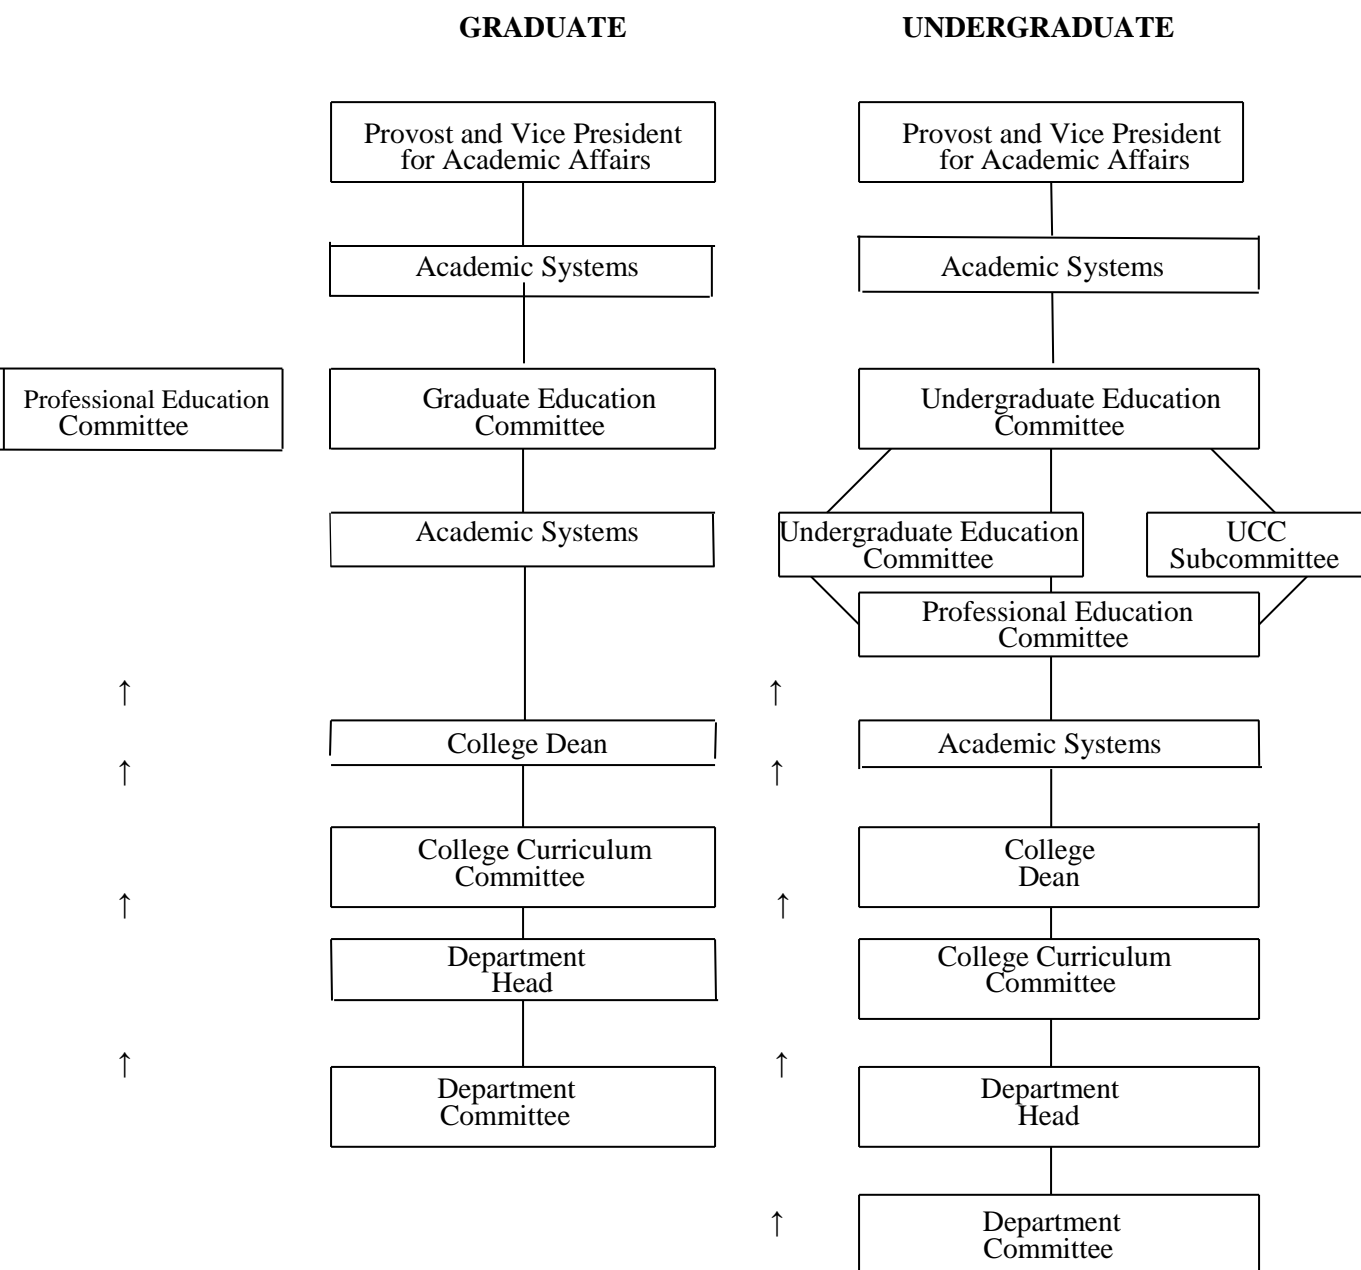 GRADUATE
UNDERGRADUATE
Provost and Vice President
for Academic Affairs
Provost and Vice President
for Academic Affairs
Academic Systems
Academic Systems
Professional Education
Committee
Graduate Education
Committee
Undergraduate Education
Committee
Academic Systems
Undergraduate Education
Committee
UCC
Subcommittee
Professional Education
Committee
↑
↑
College Dean
Academic Systems
↑
↑
College Curriculum
Committee
College
Dean
↑
↑
Department
Head
College Curriculum
Committee
↑
↑
Department
Committee
Department
Head
↑
Department
Committee